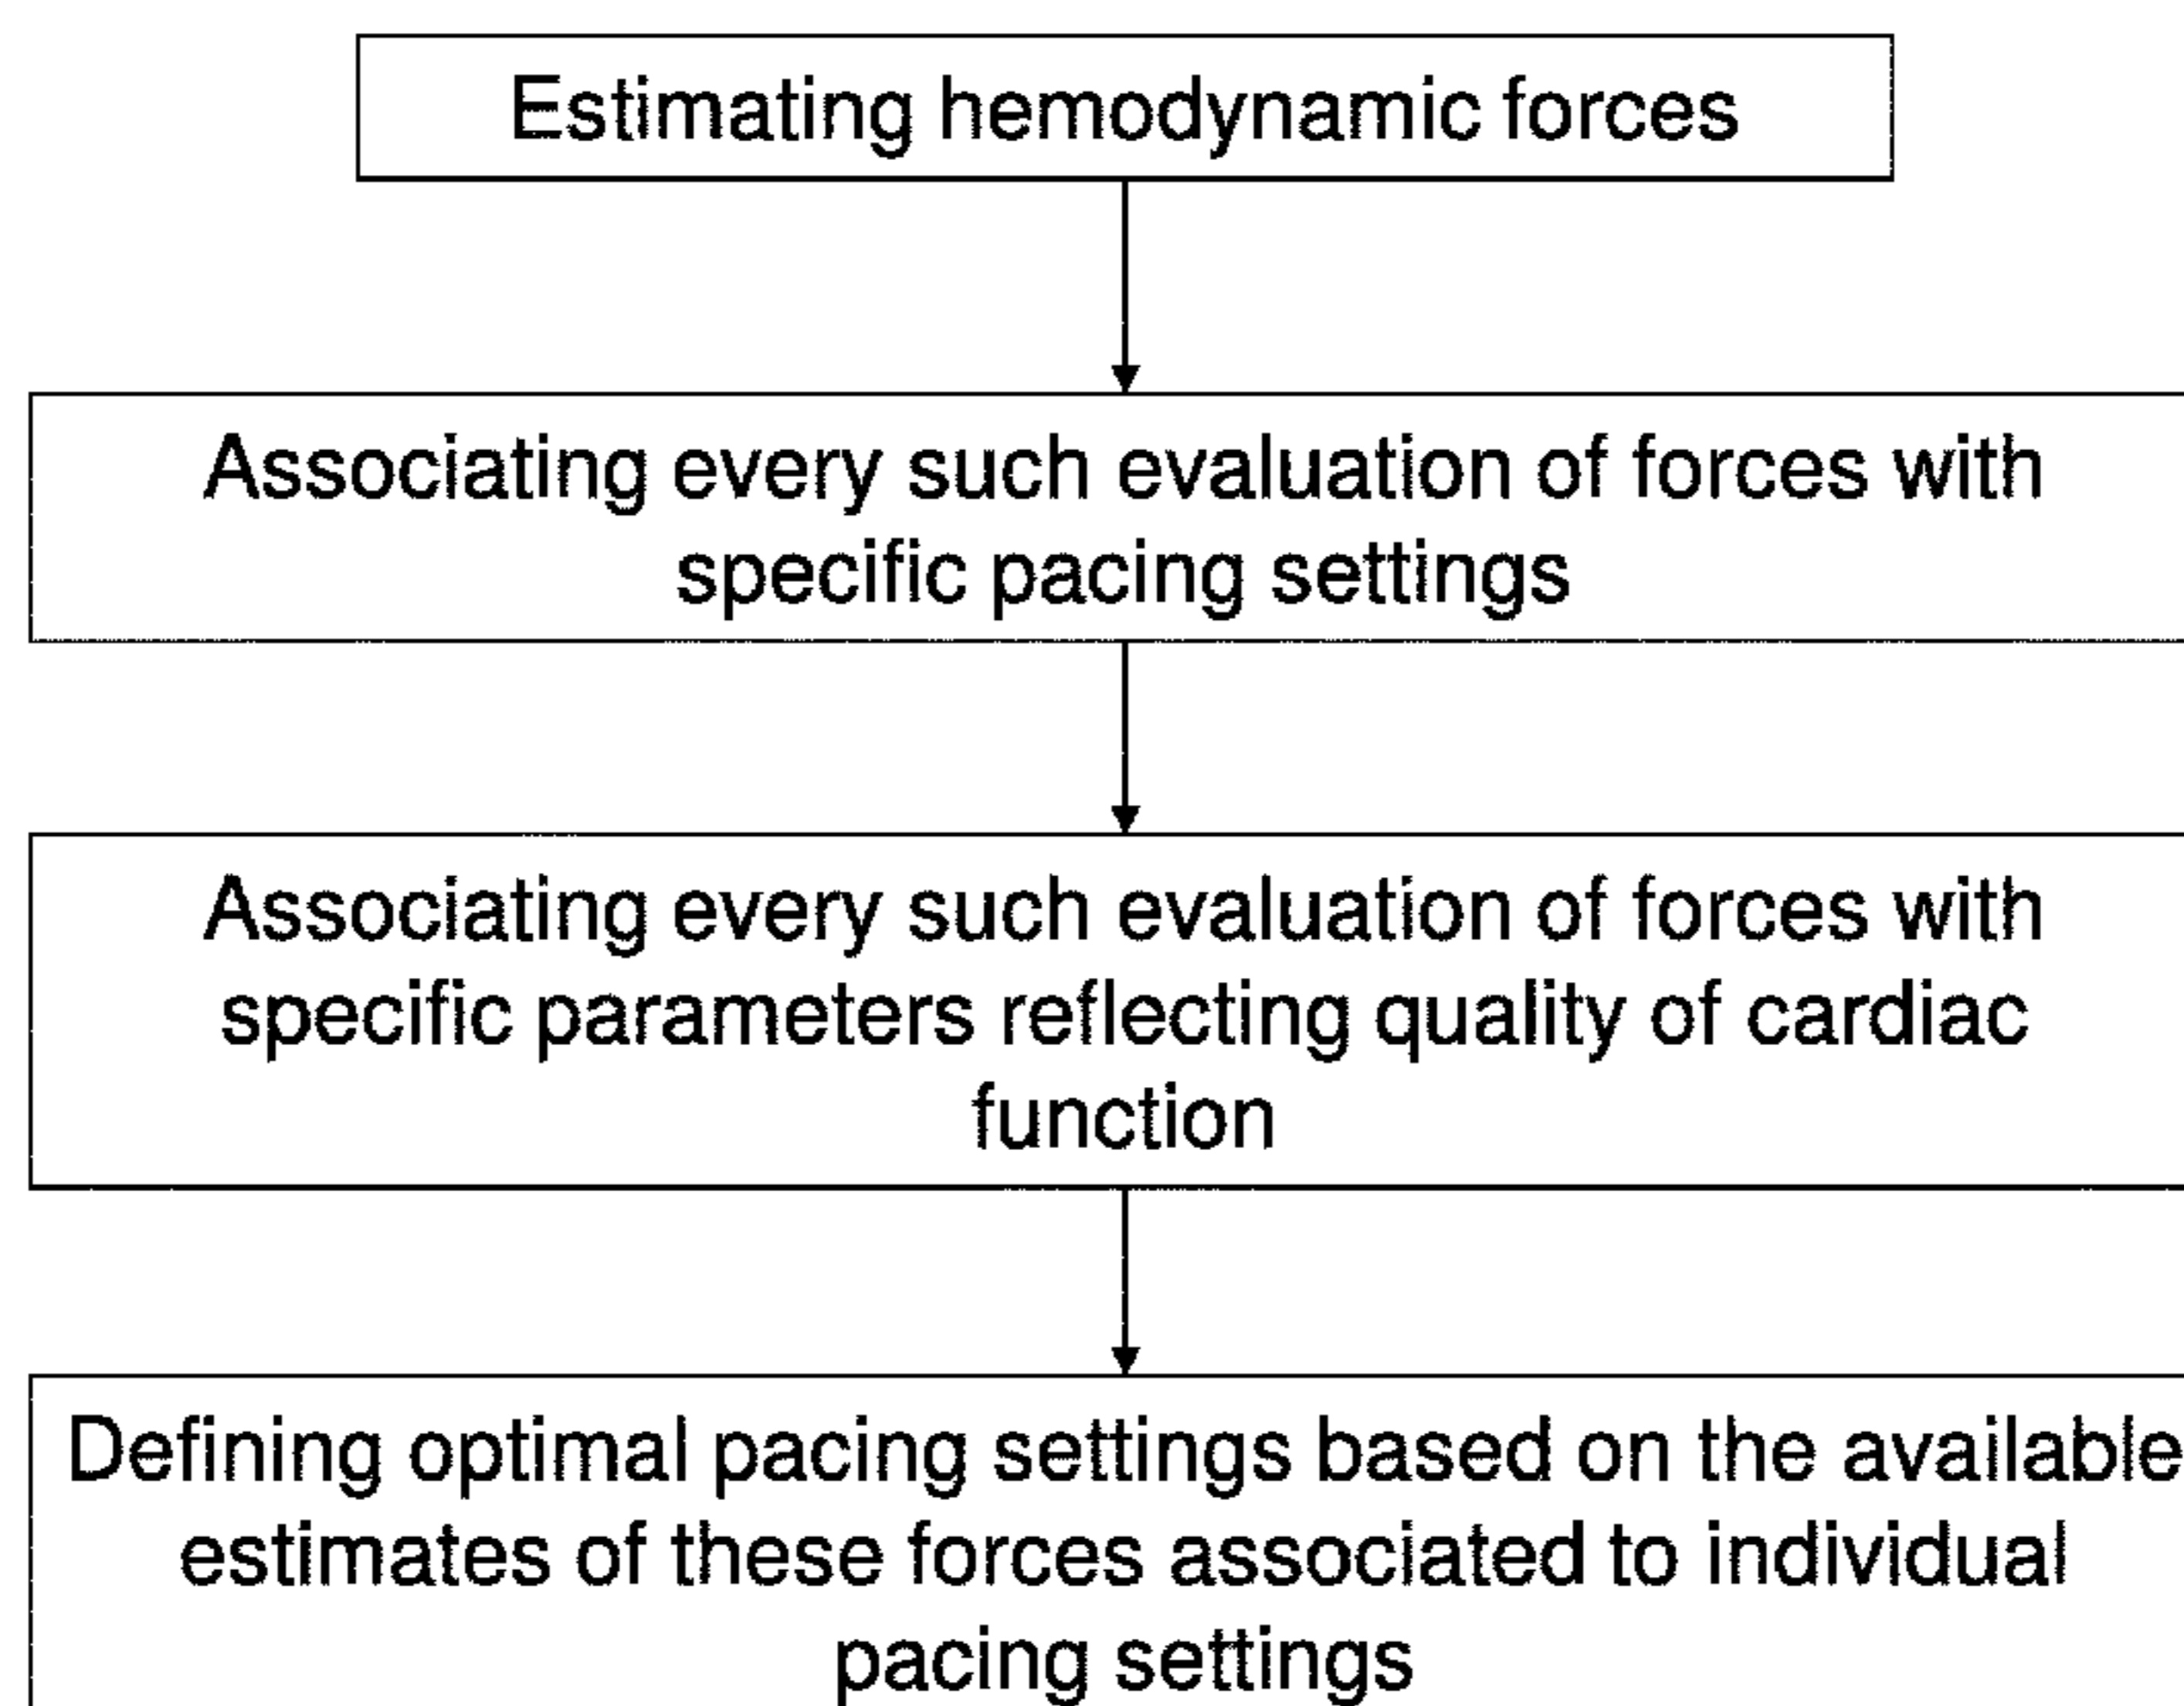 Estimating hemodynamic forces
Associating every such evaluation of forces with
specific pacing settings
Associating every such evaluation of forces with
specific parameters reflecting quality of cardiac
function
Defining optimal pacing settings based on the available
estimates of these forces associated to individual
pacing settings